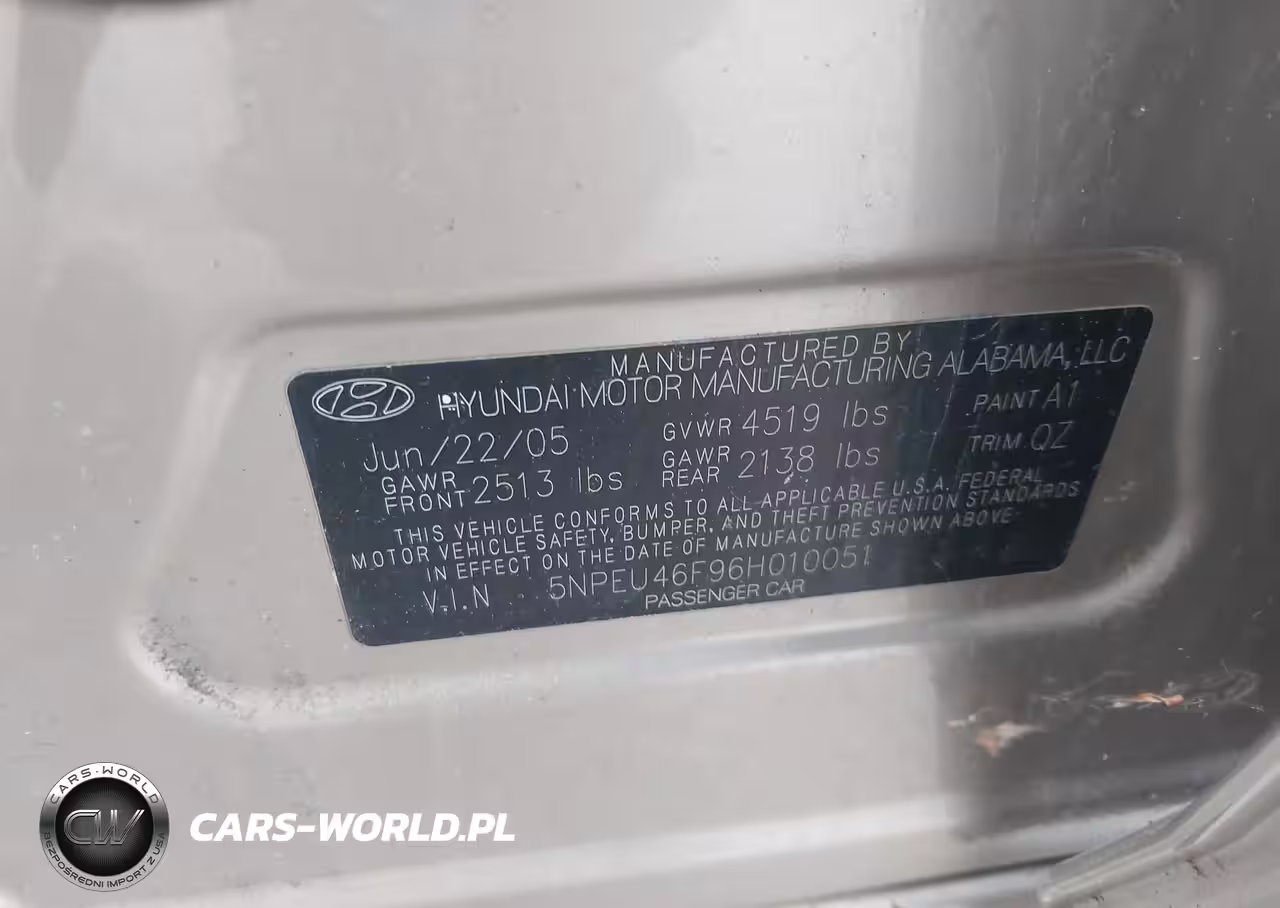 MANUFACTURED BY
HYUNDAI MOTOR MANUFACTURING ALABAMA, LLC
Jun/22/05 GVWR 4519 lbs PAINT A1
GAWR FRONT 2513 lbs GAWR REAR 2138 lbs TRIM QZ
THIS VEHICLE CONFORMS TO ALL APPLICABLE U.S.A. FEDERAL
MOTOR VEHICLE SAFETY, BUMPER, AND THEFT PREVENTION STANDARDS
IN EFFECT ON THE DATE OF MANUFACTURE SHOWN ABOVE
V.I.N 5NPEU46F96H010051
PASSENGER CAR
CARS-WORLD
CW
BEZPOŚREDNI IMPORT Z USA
CARS-WORLD.PL